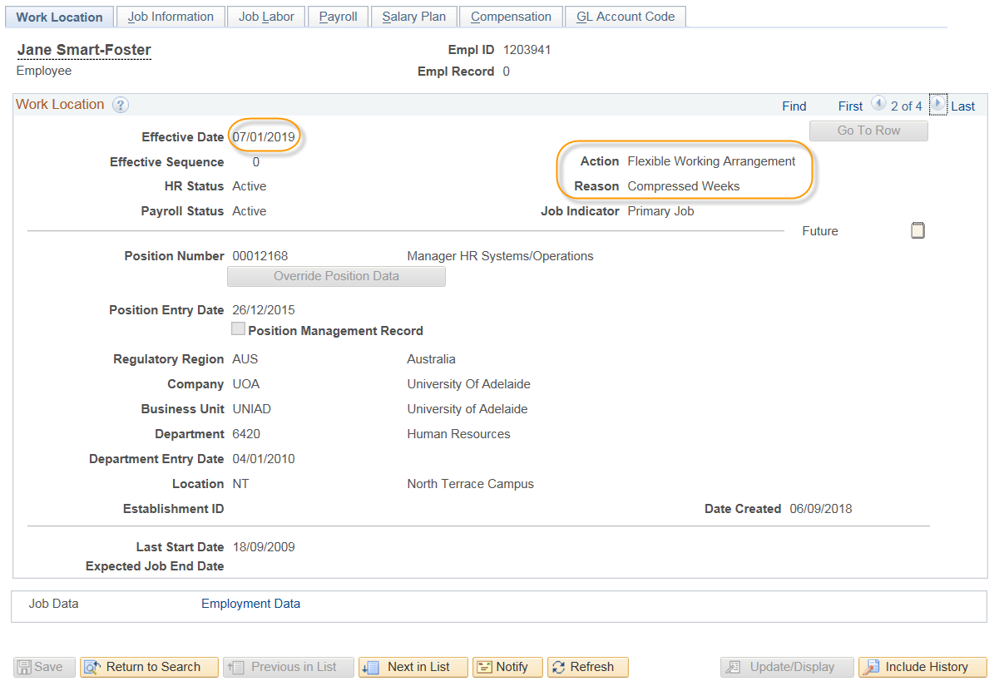 Work Location Job Information Job Labor Payroll Salary Plan Compensation GL Account Code
Jane Smart-Foster Empl ID 1203941
Employee Empl Record 0
Work Location ? Find First 2 of 4 Last
Go To Row
Effective Date 07/01/2019
Effective Sequence 0 Action Flexible Working Arrangement
HR Status Active Reason Compressed Weeks
Payroll Status Active Job Indicator Primary Job
Future
Position Number 00012168 Manager HR Systems/Operations
Override Position Data
Position Entry Date 26/12/2015
Position Management Record
Regulatory Region AUS Australia
Company UOA University Of Adelaide
Business Unit UNIAD University of Adelaide
Department 6420 Human Resources
Department Entry Date 04/01/2010
Location NT North Terrace Campus
Establishment ID Date Created 06/09/2018
Last Start Date 18/09/2009
Expected Job End Date
Job Data Employment Data
Save Return to Search Previous in List Next in List Notify Refresh Update/Display Include History